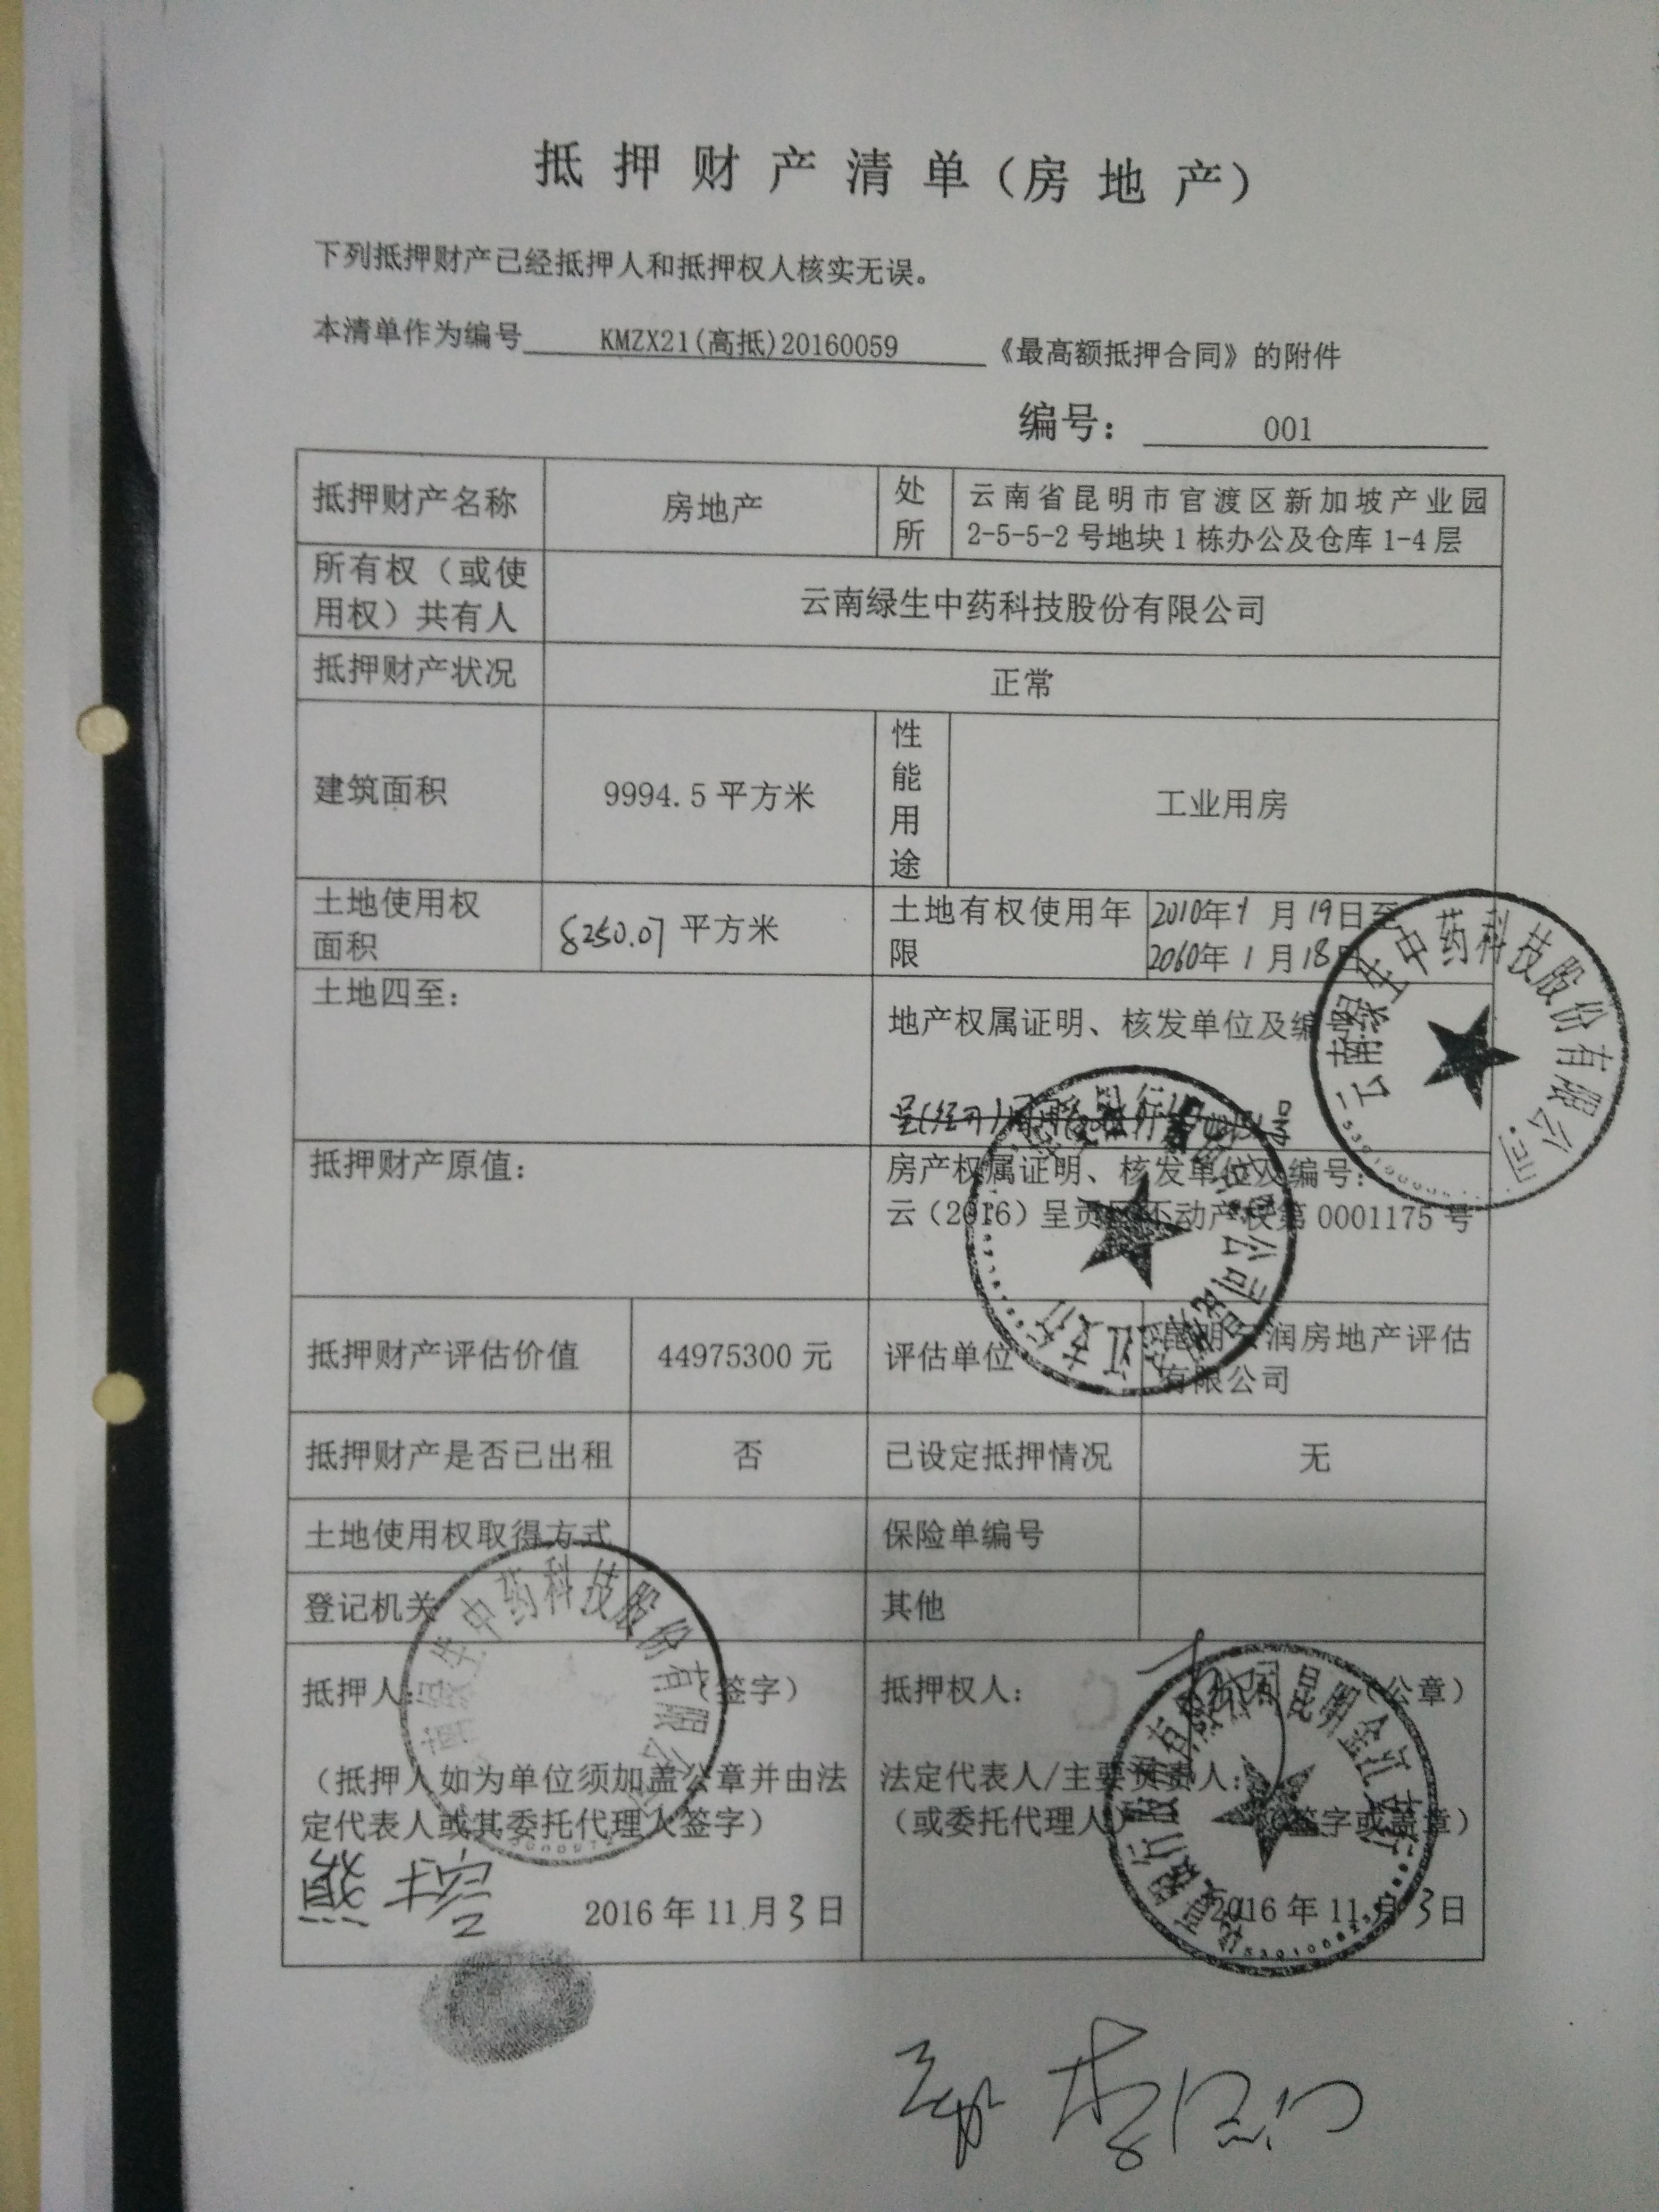 抵押财产清单（房地产）
下列抵押财产已经抵押人和抵押权人核实无误。
本清单作为编号 KMZX21(高抵)20160059 《最高额抵押合同》的附件
编号： 001
抵押财产名称 房地产 处所 云南省昆明市官渡区新加坡产业园
2-5-5-2号地块1栋办公及仓库1-4层
所有权（或使
用权）共有人 云南绿生中药科技股份有限公司
抵押财产状况 正常
建筑面积 9994.5平方米 性能用途 工业用房
土地使用权
面积 8250.07平方米 土地有权使用年
限 2010年1月19日至
2060年1月18日
土地四至：
地产权属证明、核发单位及编号：
抵押财产原值：
房产权属证明、核发单位及编号：
云（2016）呈贡区不动产权第0001175号
抵押财产评估价值 44975300元 评估单位 昆明 润房地产评估
有限公司
抵押财产是否已出租 否 已设定抵押情况 无
土地使用权取得方式 保险单编号
登记机关 其他
抵押人： （签字）
（抵押人如为单位须加盖公章并由法
定代表人或其委托代理人签字）
2016年11月3日
抵押权人： （公章）
法定代表人/主要负责人：
（或委托代理人） （签字或盖章）
2016年11月3日
云南绿生中药科技股份有限公司
生中药科技股份有限公
股份有限公司昆明金江支行